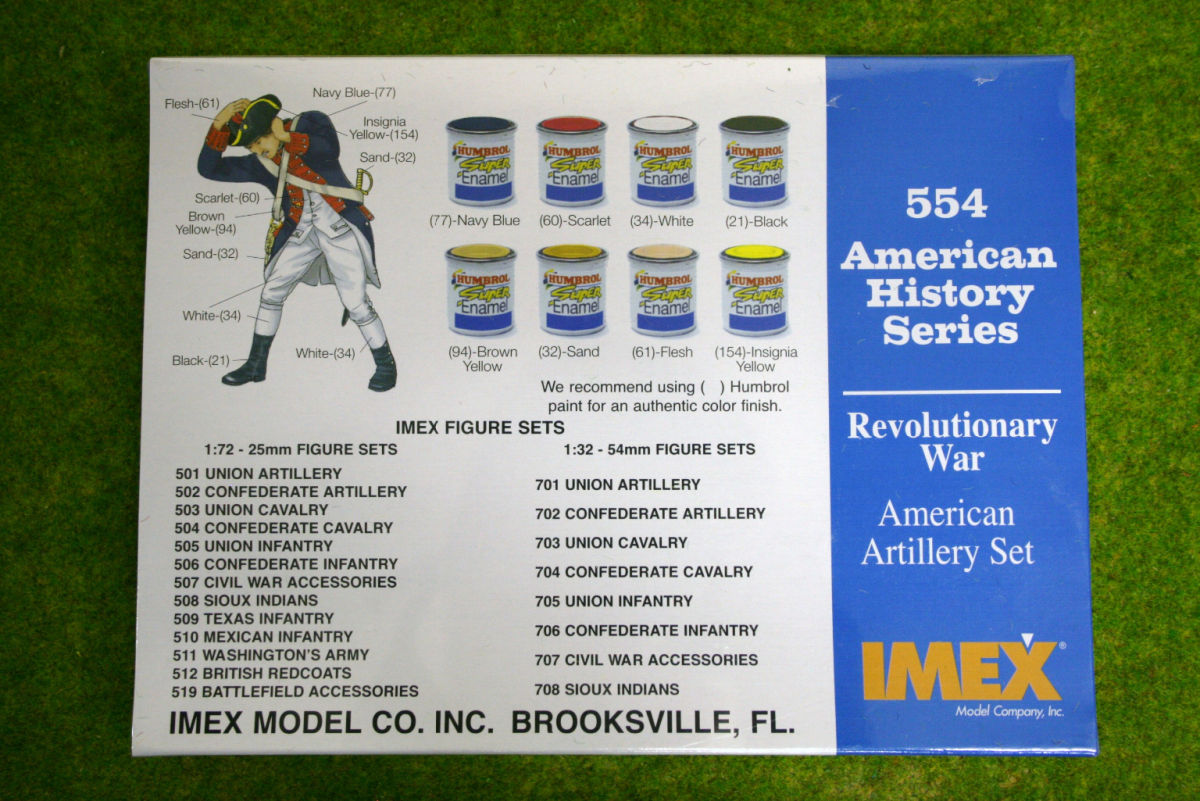 Navy Blue-(77)
Flesh-(61)
Insignia
Yellow-(154)
Sand-(32)
Scarlet-(60)
Brown
Yellow-(94)
Sand-(32)
White-(34)
Black-(21)
White-(34)
HUMBROL
Super
Enamel
HUMBROL
Super
Enamel
HUMBROL
Super
Enamel
HUMBROL
Super
Enamel
(77)-Navy Blue
(60)-Scarlet
(34)-White
(21)-Black
HUMBROL
Super
Enamel
HUMBROL
Super
Enamel
HUMBROL
Super
Enamel
HUMBROL
Super
Enamel
(94)-Brown
Yellow
(32)-Sand
(61)-Flesh
(154)-Insignia
Yellow
We recommend using (  ) Humbrol
paint for an authentic color finish.
IMEX FIGURE SETS
1:72 - 25mm FIGURE SETS
501 UNION ARTILLERY
502 CONFEDERATE ARTILLERY
503 UNION CAVALRY
504 CONFEDERATE CAVALRY
505 UNION INFANTRY
506 CONFEDERATE INFANTRY
507 CIVIL WAR ACCESSORIES
508 SIOUX INDIANS
509 TEXAS INFANTRY
510 MEXICAN INFANTRY
511 WASHINGTON'S ARMY
512 BRITISH REDCOATS
519 BATTLEFIELD ACCESSORIES
1:32 - 54mm FIGURE SETS
701 UNION ARTILLERY
702 CONFEDERATE ARTILLERY
703 UNION CAVALRY
704 CONFEDERATE CAVALRY
705 UNION INFANTRY
706 CONFEDERATE INFANTRY
707 CIVIL WAR ACCESSORIES
708 SIOUX INDIANS
IMEX MODEL CO. INC. BROOKSVILLE, FL.
554
American
History
Series
Revolutionary
War
American
Artillery Set
IMEX®
Model Company, Inc.